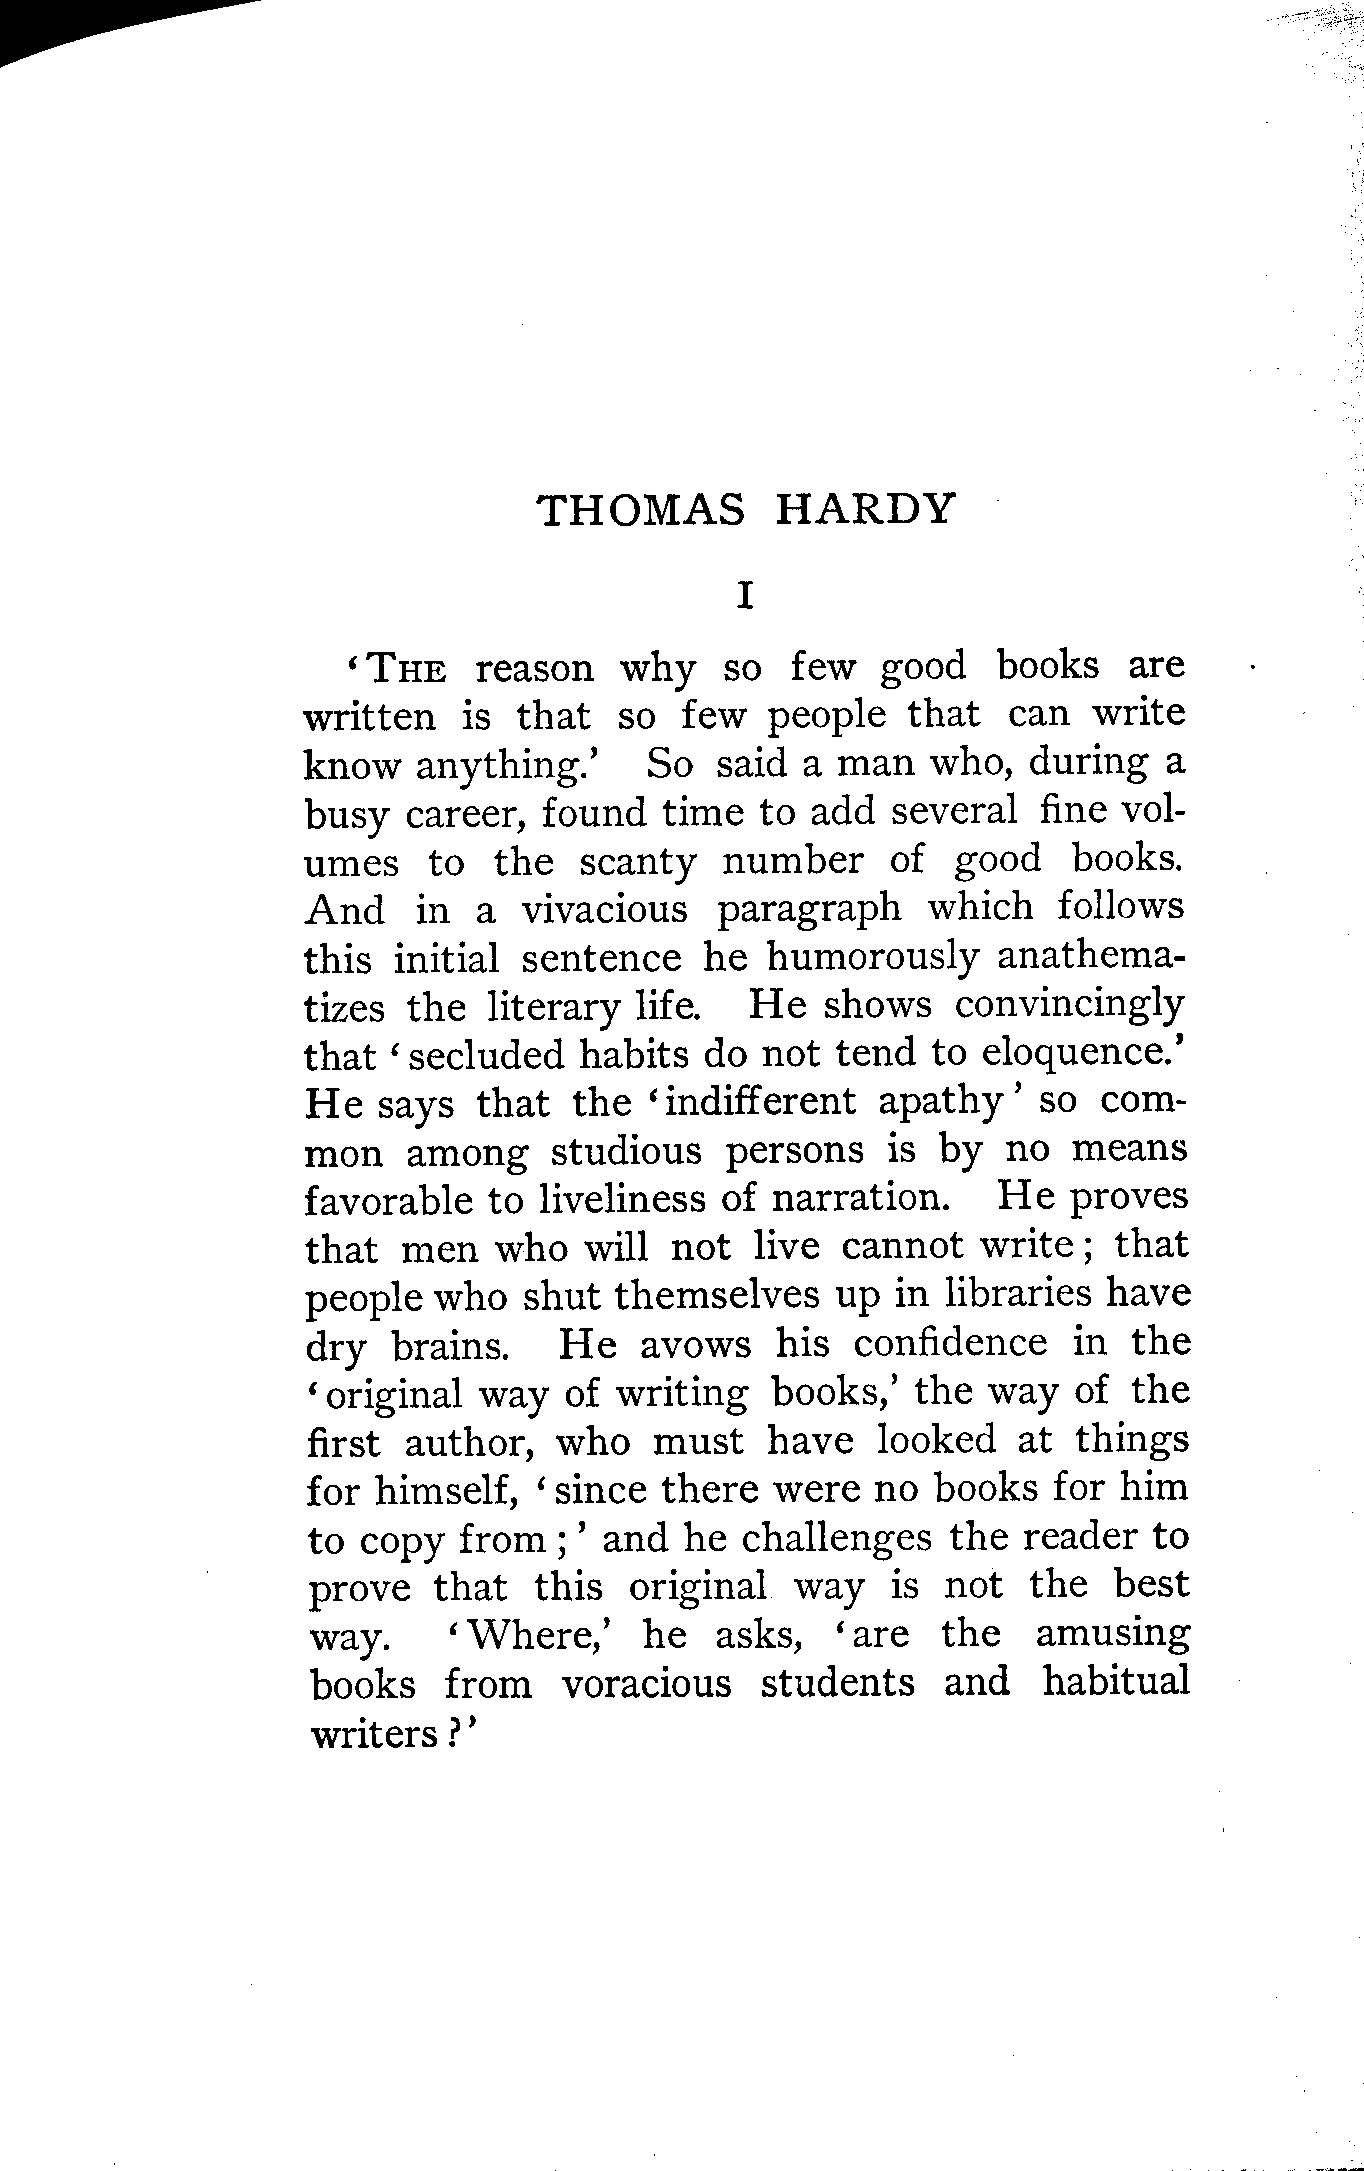 THOMAS HARDY
I
‘THE reason why so few good books are
written is that so few people that can write
know anything.’ So said a man who, during a
busy career, found time to add several fine vol-
umes to the scanty number of good books.
And in a vivacious paragraph which follows
this initial sentence he humorously anathema-
tizes the literary life. He shows convincingly
that ‘secluded habits do not tend to eloquence.’
He says that the ‘indifferent apathy’ so com-
mon among studious persons is by no means
favorable to liveliness of narration. He proves
that men who will not live cannot write; that
people who shut themselves up in libraries have
dry brains. He avows his confidence in the
‘original way of writing books,’ the way of the
first author, who must have looked at things
for himself, ‘since there were no books for him
to copy from;’ and he challenges the reader to
prove that this original way is not the best
way. ‘Where,’ he asks, ‘are the amusing
books from voracious students and habitual
writers?’